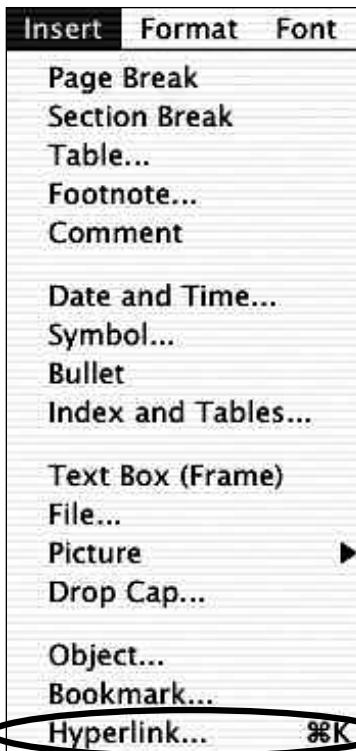 Insert Format Font
Page Break
Section Break
Table...
Footnote...
Comment
Date and Time...
Symbol...
Bullet
Index and Tables...
Text Box (Frame)
File...
Picture ▶
Drop Cap...
Object...
Bookmark...
Hyperlink... ⌘K